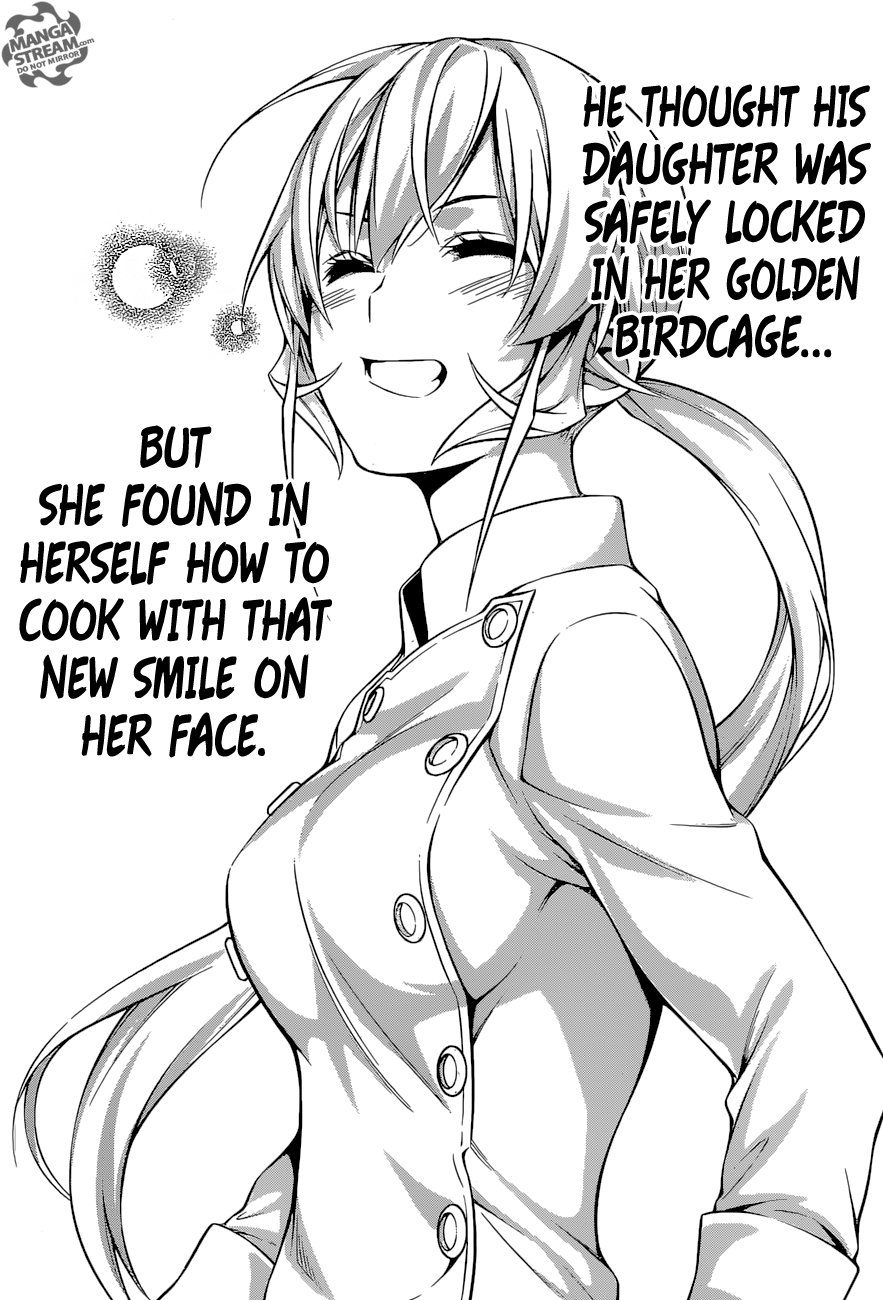 MANGA
STREAM.com
DO NOT MIRROR
HE THOUGHT HIS
DAUGHTER WAS
SAFELY LOCKED
IN HER GOLDEN
BIRDCAGE...
BUT
SHE FOUND IN
HERSELF HOW TO
COOK WITH THAT
NEW SMILE ON
HER FACE.